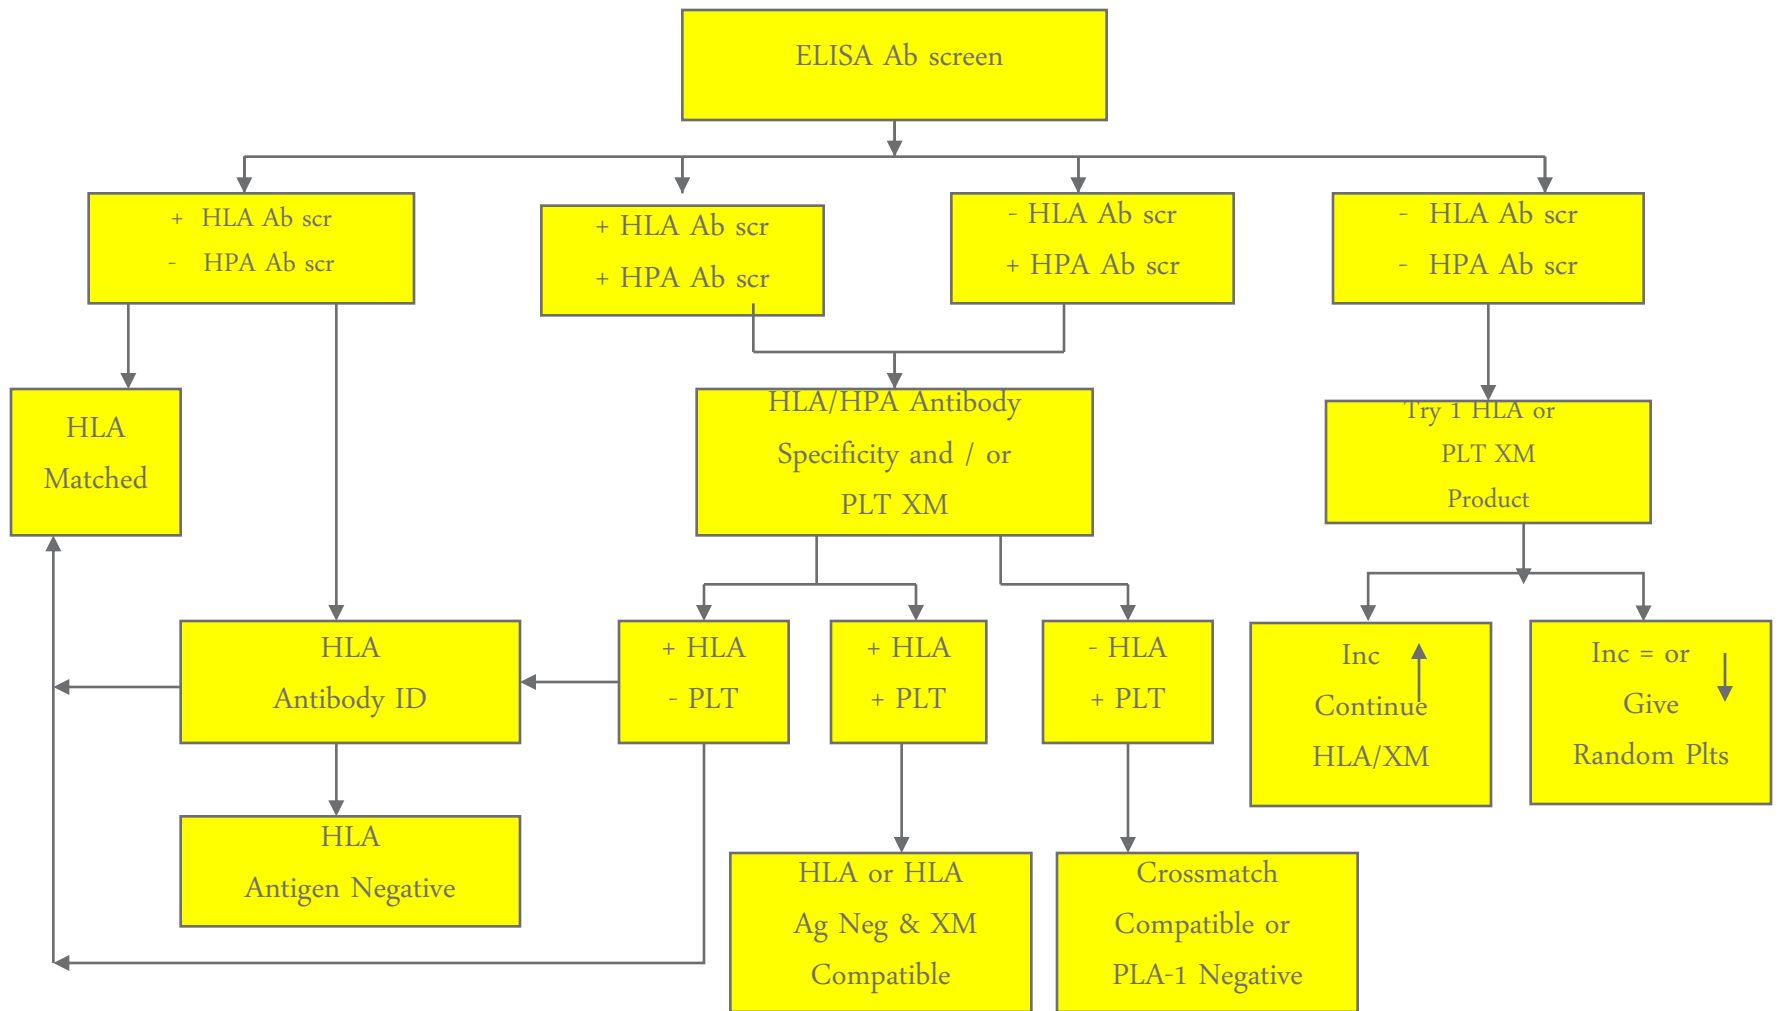 ELISA Ab screen
+ HLA Ab scr
- HPA Ab scr
+ HLA Ab scr
+ HPA Ab scr
- HLA Ab scr
+ HPA Ab scr
- HLA Ab scr
- HPA Ab scr
HLA
Matched
HLA/HPA Antibody
Specificity and / or
PLT XM
Try 1 HLA or
PLT XM
Product
HLA
Antibody ID
+ HLA
- PLT
+ HLA
+ PLT
- HLA
+ PLT
Inc
Continue
HLA/XM
Inc = or
Give
Random Plts
HLA
Antigen Negative
HLA or HLA
Ag Neg & XM
Compatible
Crossmatch
Compatible or
PLA-1 Negative